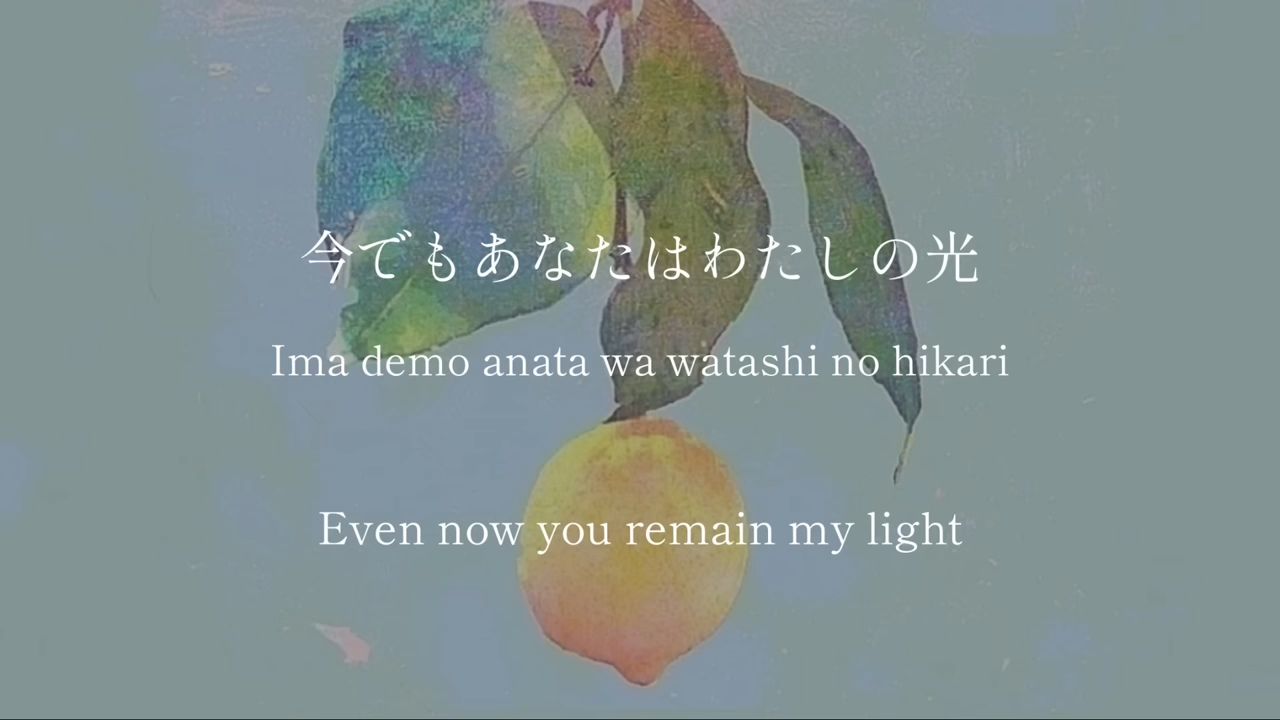 今でもあなたはわたしの光
Ima demo anata wa watashi no hikari
Even now you remain my light